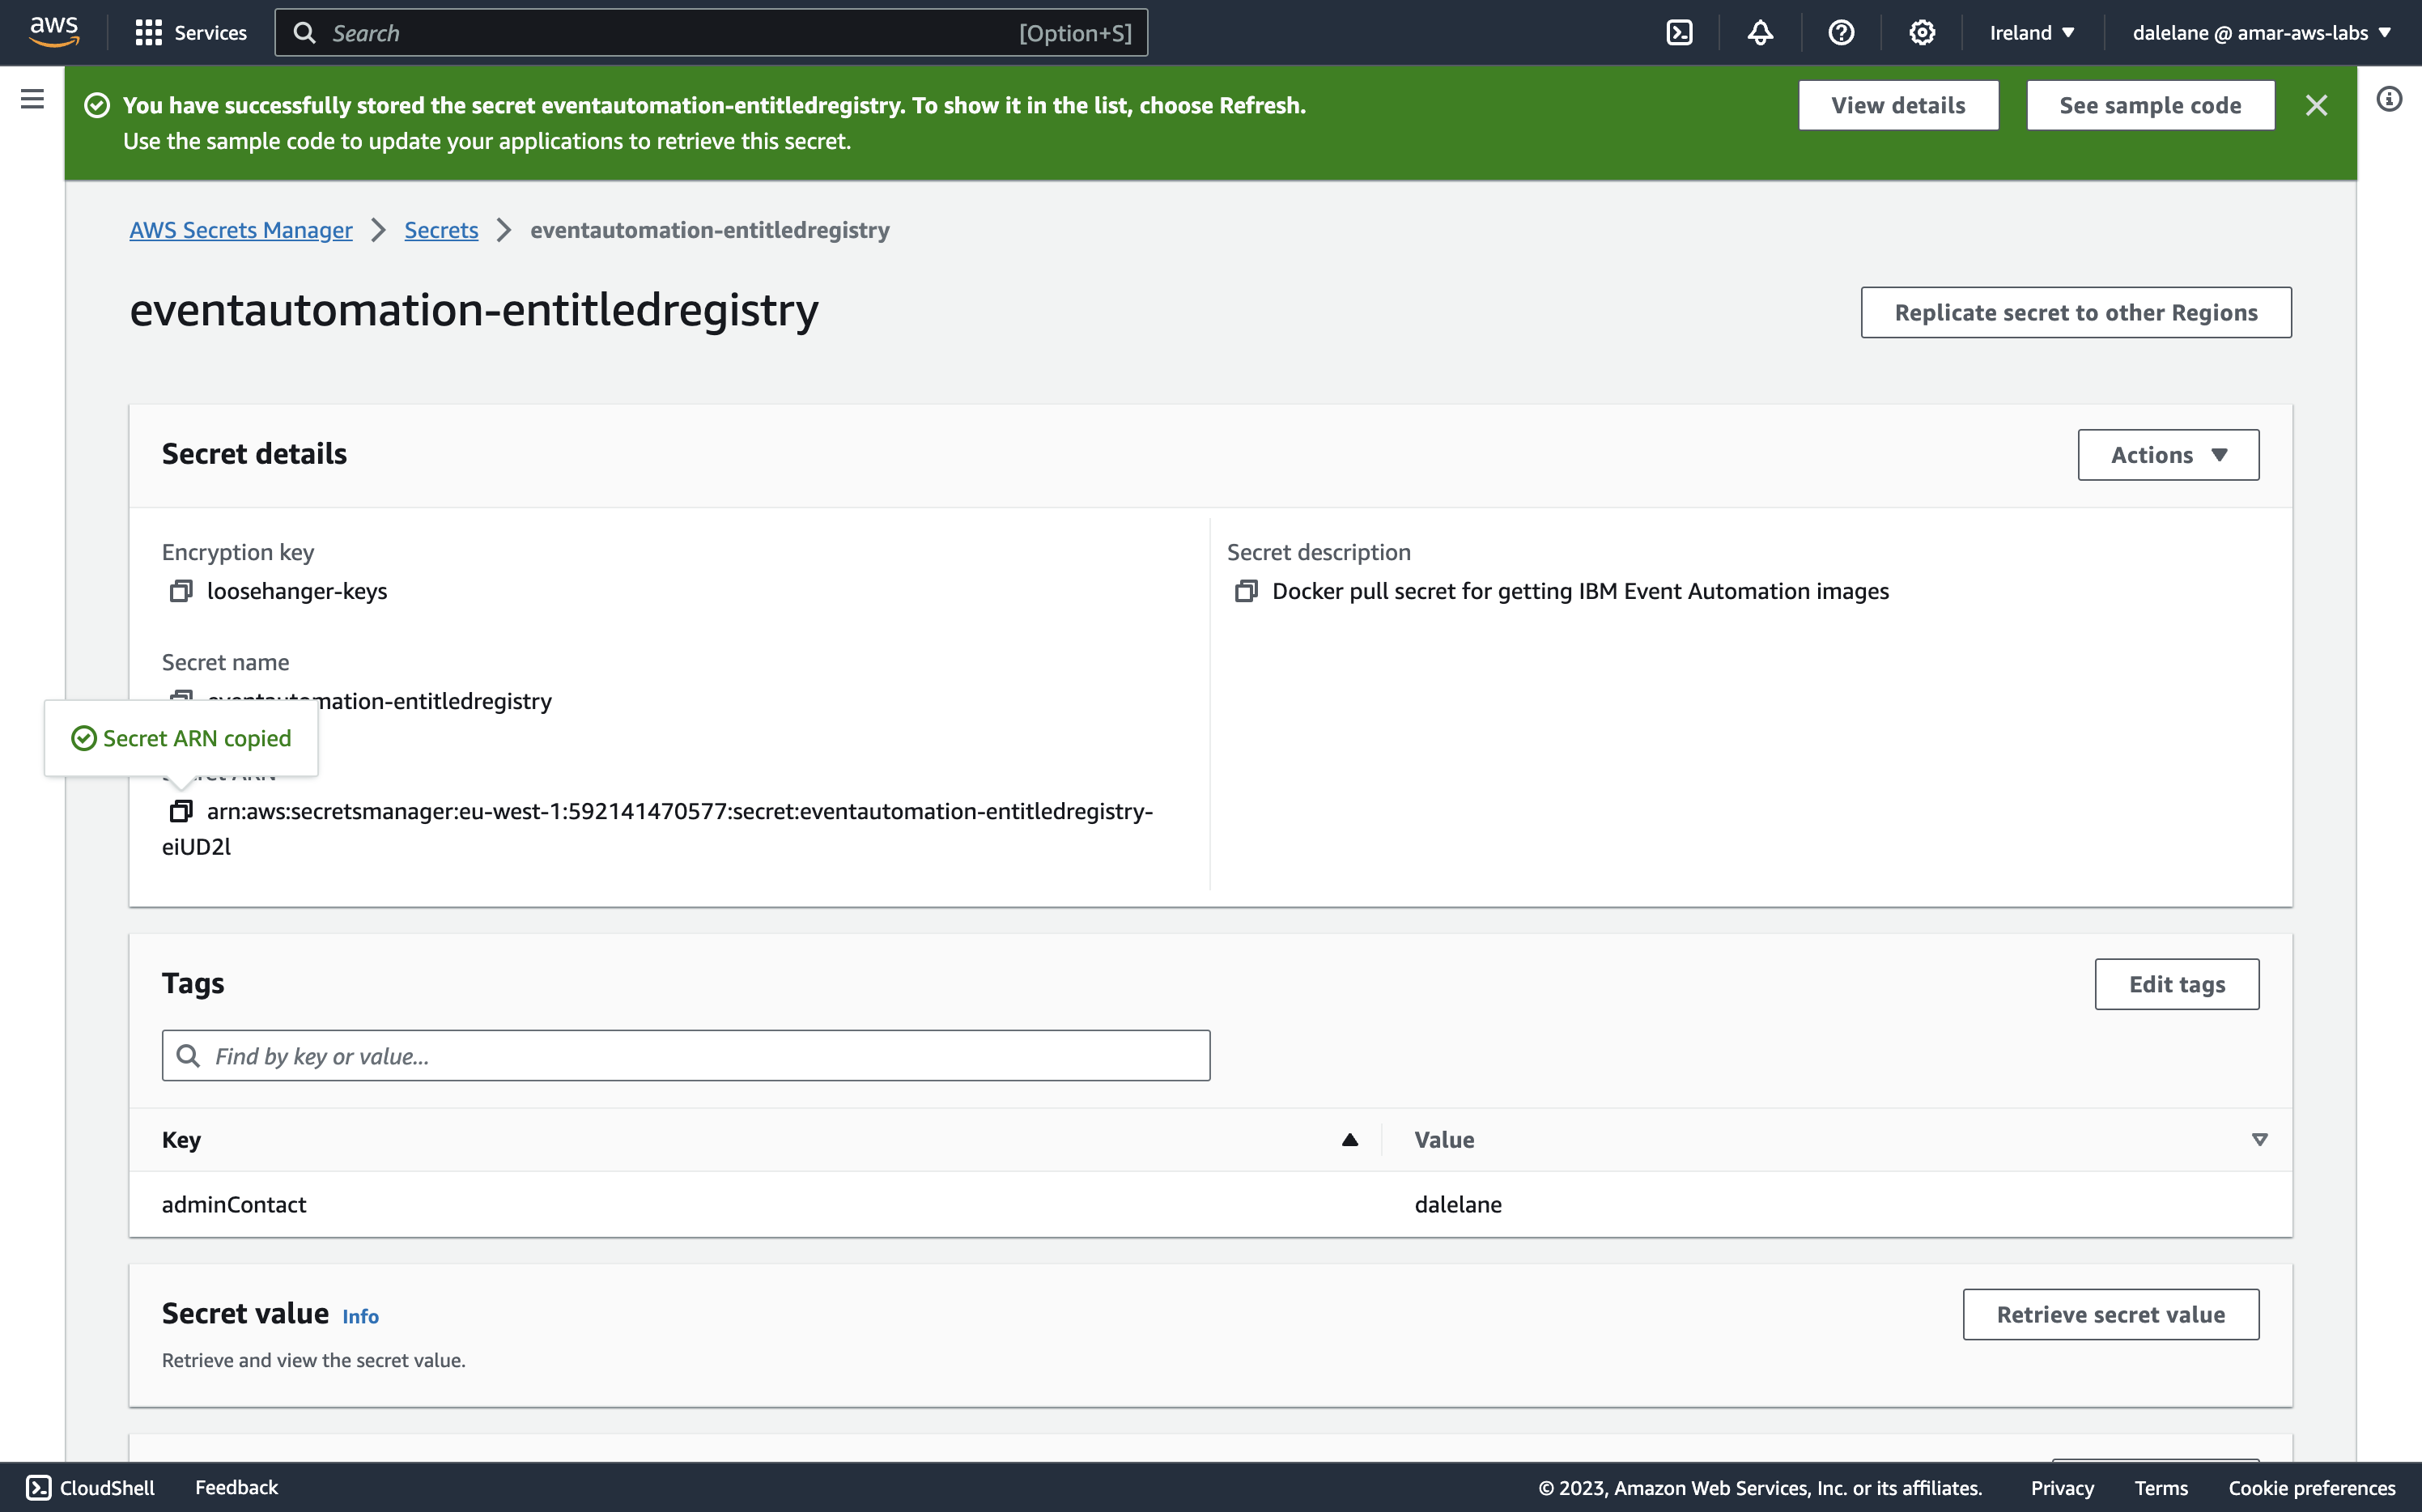 aws Services Search [Option+S] Ireland dalelane @ amar-aws-labs
You have successfully stored the secret eventautomation-entitledregistry. To show it in the list, choose Refresh. View details See sample code
Use the sample code to update your applications to retrieve this secret.
AWS Secrets Manager Secrets eventautomation-entitledregistry
eventautomation-entitledregistry Replicate secret to other Regions
Secret details Actions
Encryption key
loosehanger-keys
Secret description
Docker pull secret for getting IBM Event Automation images
Secret name
eventautomation-entitledregistry
Secret ARN copied
Secret ARN
arn:aws:secretsmanager:eu-west-1:592141470577:secret:eventautomation-entitledregistry-
eiUD2l
Tags Edit tags
Find by key or value...
Key Value
adminContact dalelane
Secret value Info Retrieve secret value
Retrieve and view the secret value.
CloudShell Feedback © 2023, Amazon Web Services, Inc. or its affiliates. Privacy Terms Cookie preferences